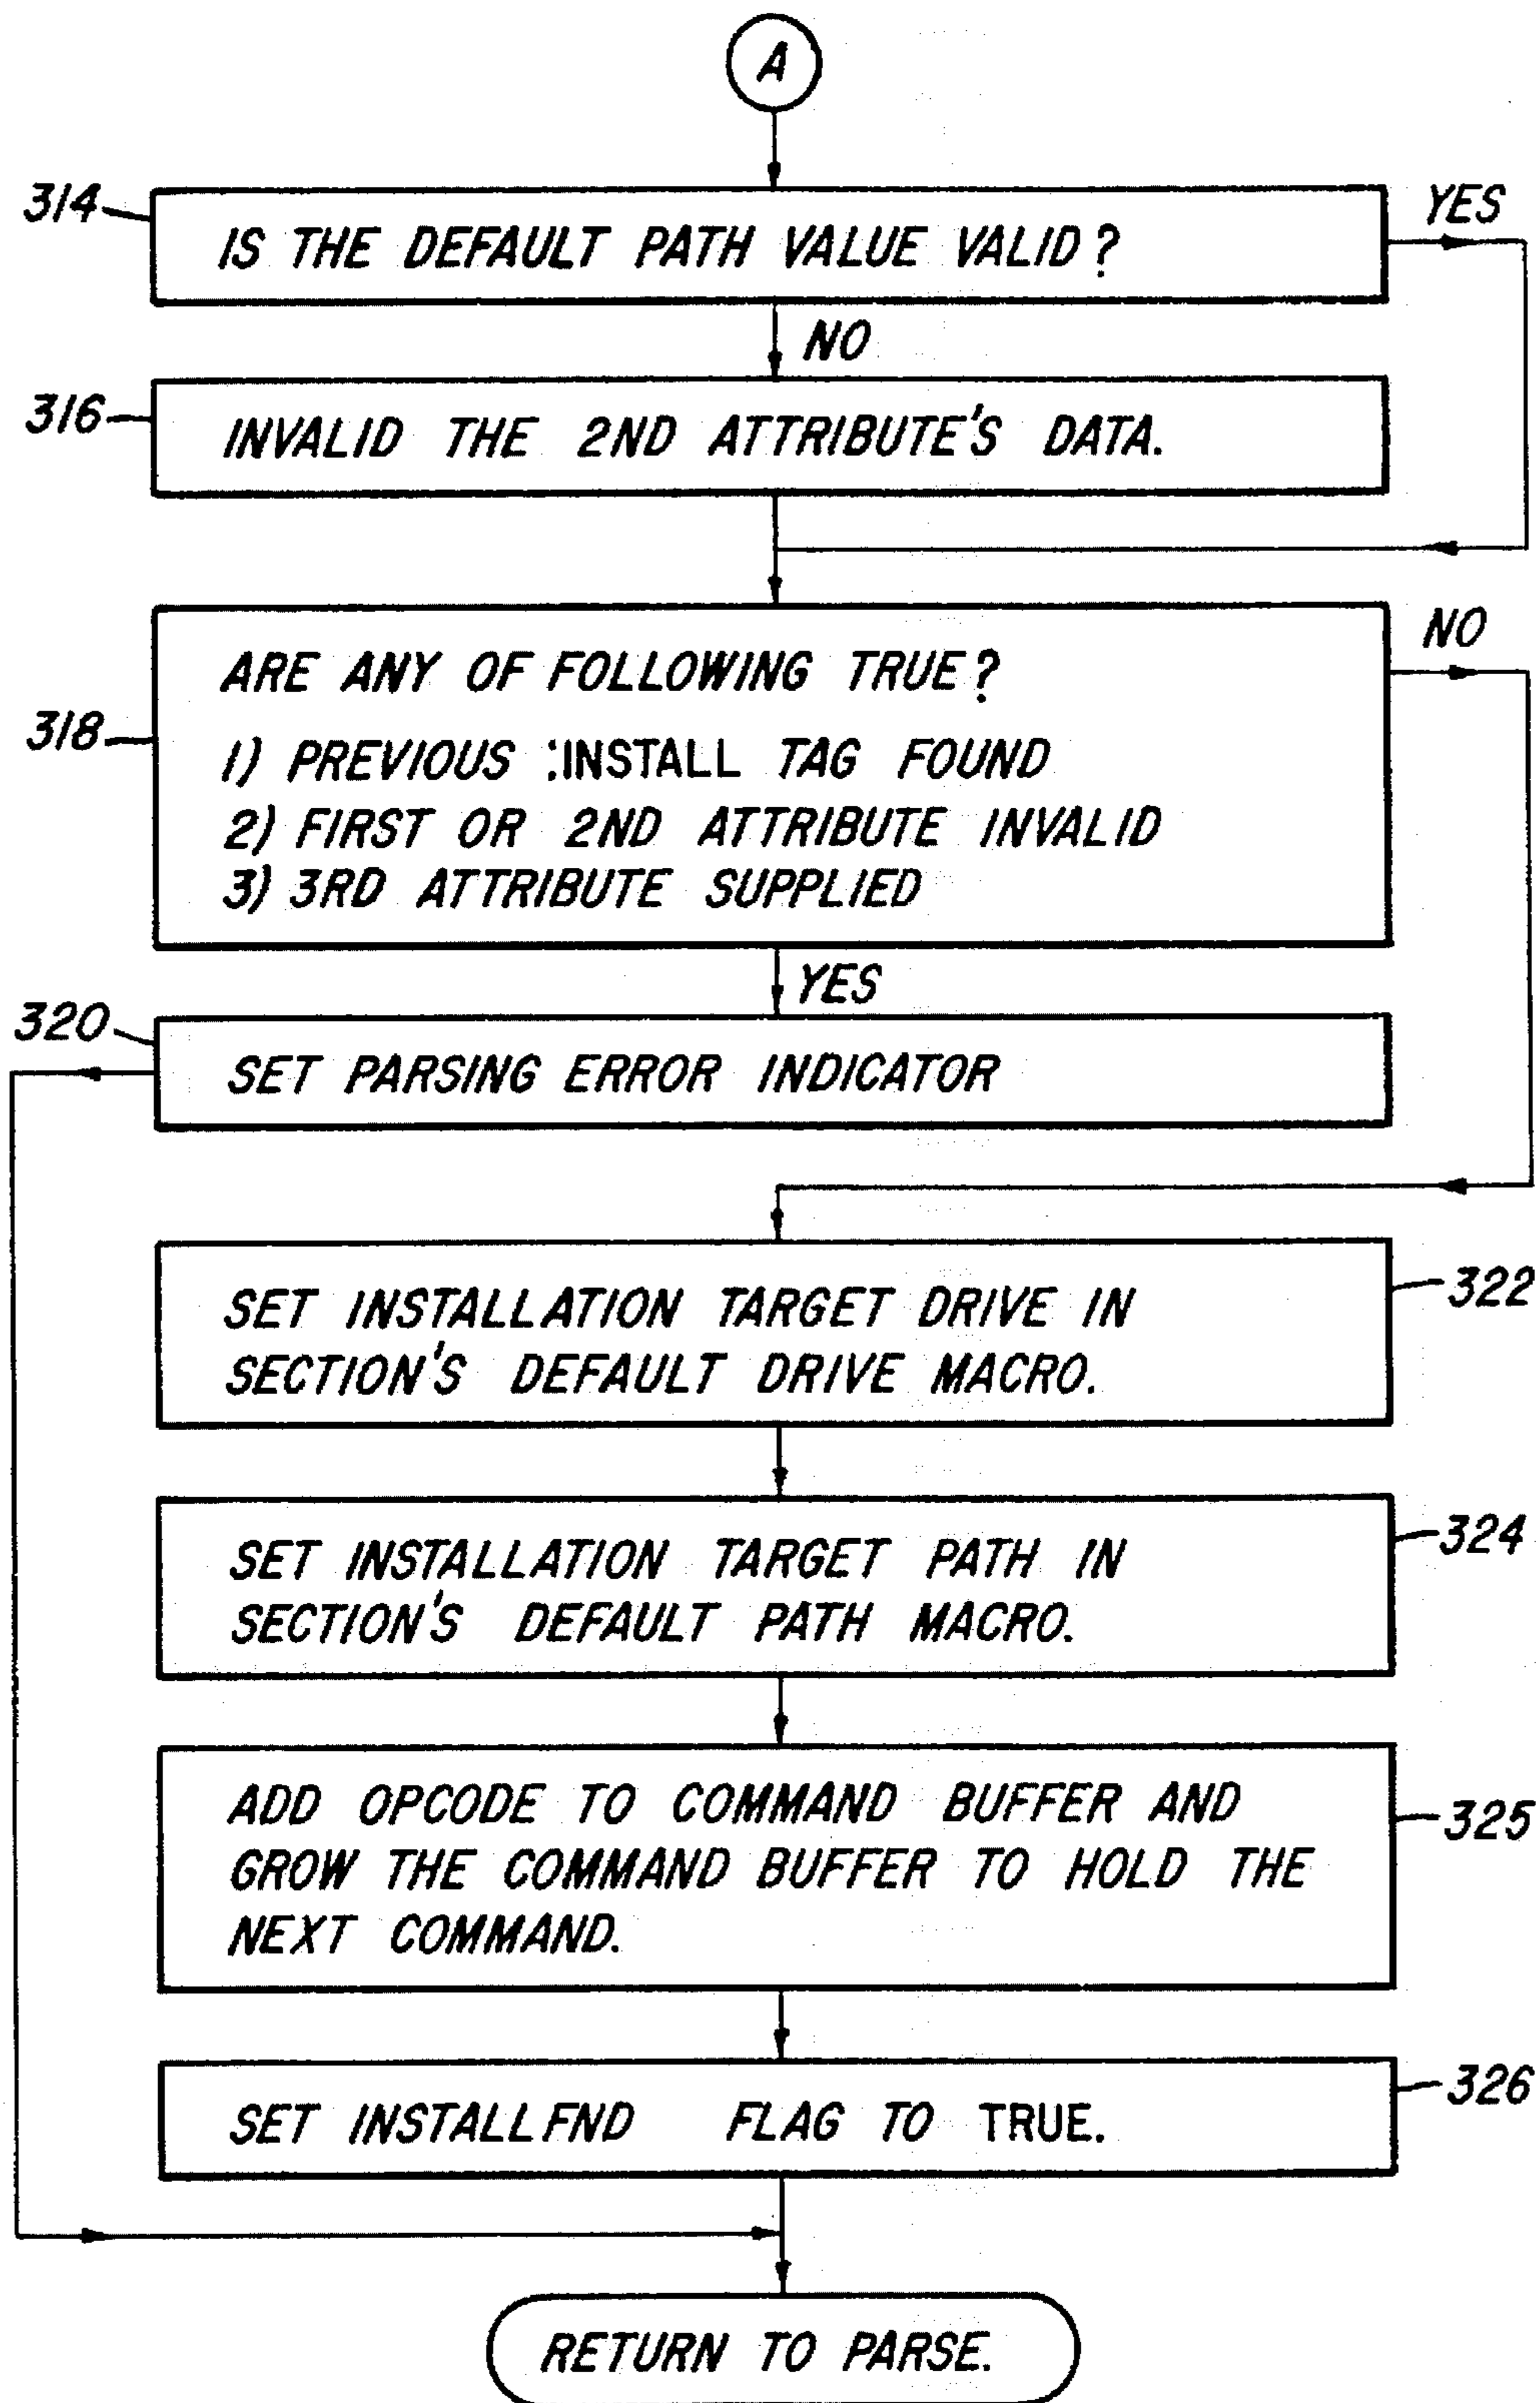 A
314
IS THE DEFAULT PATH VALUE VALID?
YES
NO
316
INVALID THE 2ND ATTRIBUTE'S DATA.
318
ARE ANY OF FOLLOWING TRUE?
NO
1) PREVIOUS :INSTALL TAG FOUND
2) FIRST OR 2ND ATTRIBUTE INVALID
3) 3RD ATTRIBUTE SUPPLIED
YES
320
SET PARSING ERROR INDICATOR
322
SET INSTALLATION TARGET DRIVE IN
SECTION'S DEFAULT DRIVE MACRO.
324
SET INSTALLATION TARGET PATH IN
SECTION'S DEFAULT PATH MACRO.
325
ADD OPCODE TO COMMAND BUFFER AND
GROW THE COMMAND BUFFER TO HOLD THE
NEXT COMMAND.
326
SET INSTALLFND FLAG TO TRUE.
RETURN TO PARSE.